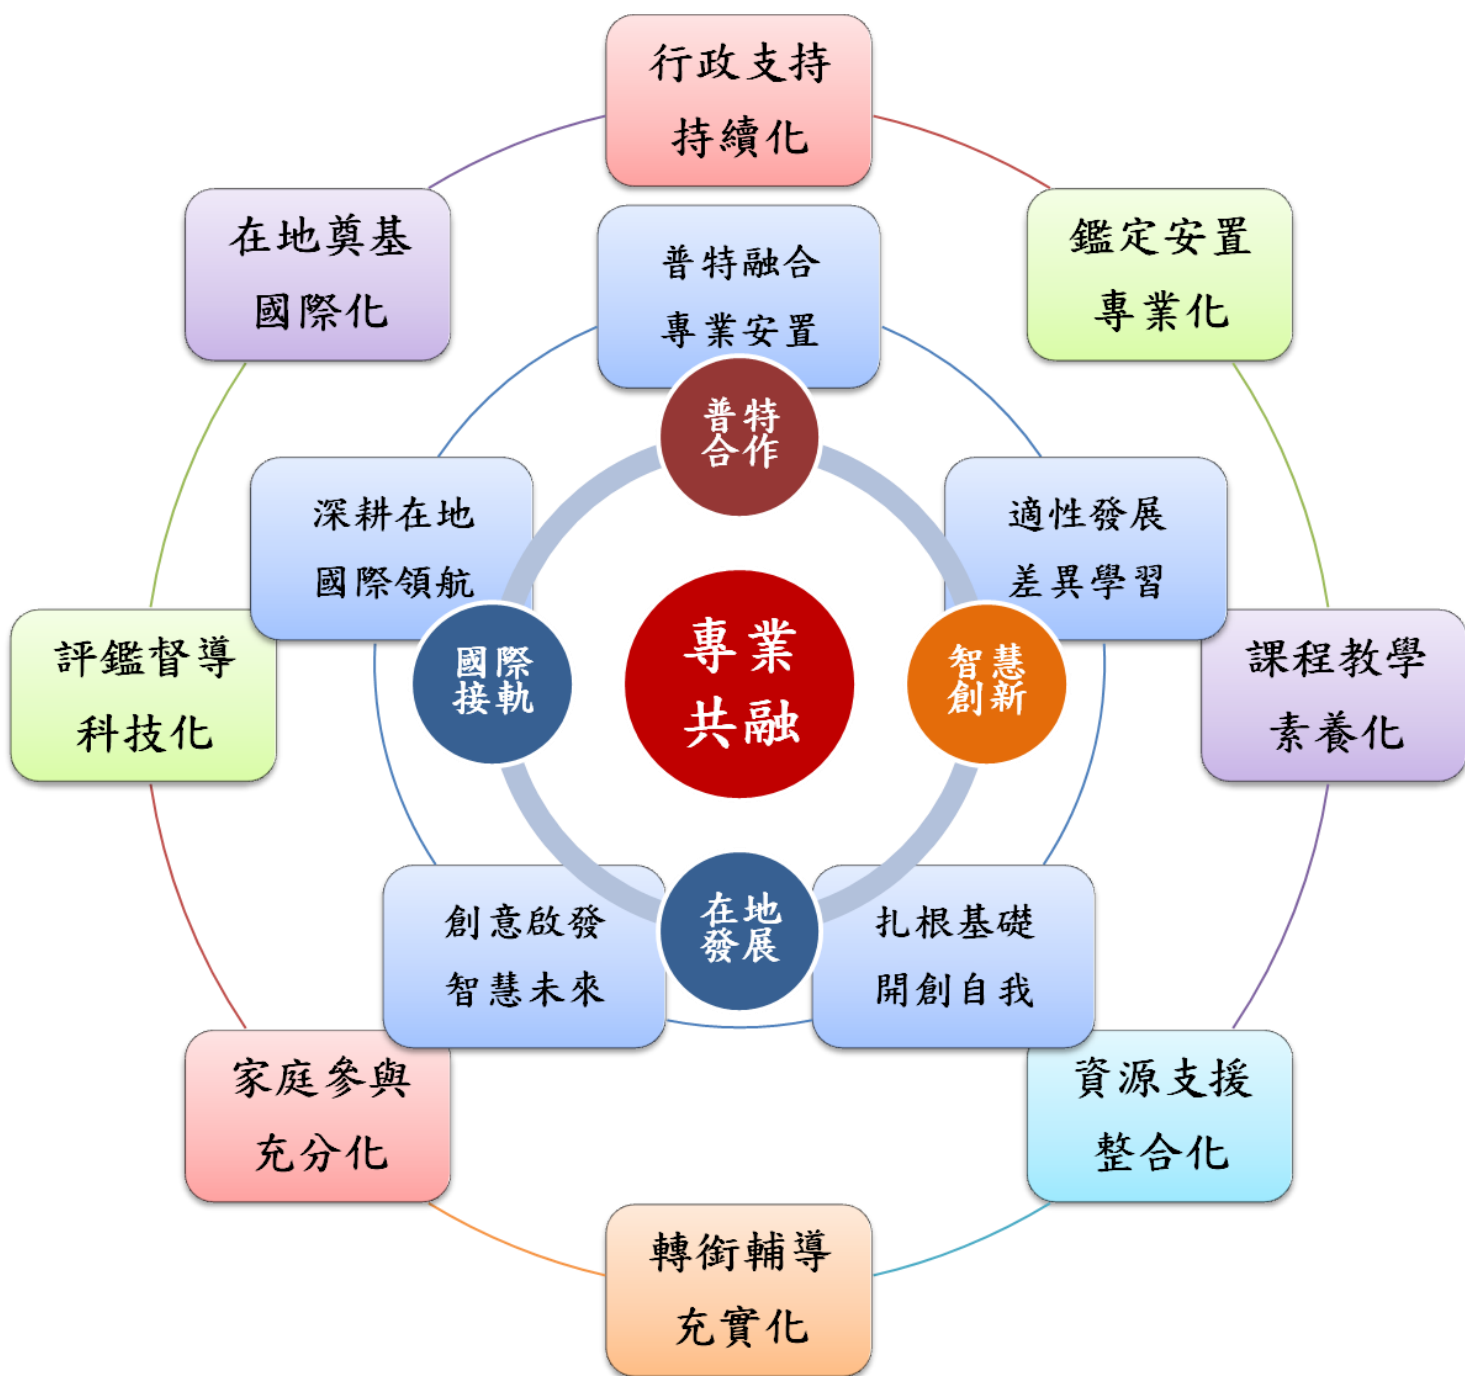 行政支持
持續化
在地奠基
國際化
鑑定安置
專業化
普特融合
專業安置
普特
合作
深耕在地
國際領航
適性發展
差異學習
評鑑督導
科技化
國際
接軌
專業
共融
智慧
創新
課程教學
素養化
創意啟發
智慧未來
在地
發展
扎根基礎
開創自我
家庭參與
充分化
資源支援
整合化
轉銜輔導
充實化